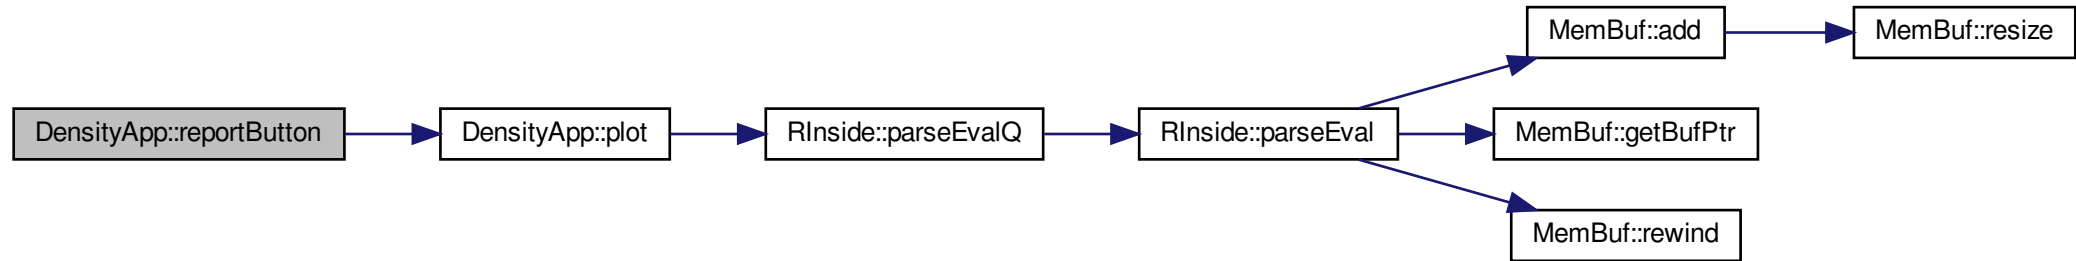 DensityApp::reportButton
DensityApp::plot
RInside::parseEvalQ
RInside::parseEval
MemBuf::add
MemBuf::resize
MemBuf::getBufPtr
MemBuf::rewind